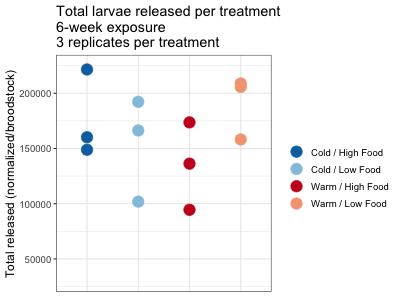 Total larvae released per treatment
6-week exposure
3 replicates per treatment
Total released (normalized/broodstock)
200000
150000
100000
50000
Cold / High Food
Cold / Low Food
Warm / High Food
Warm / Low Food